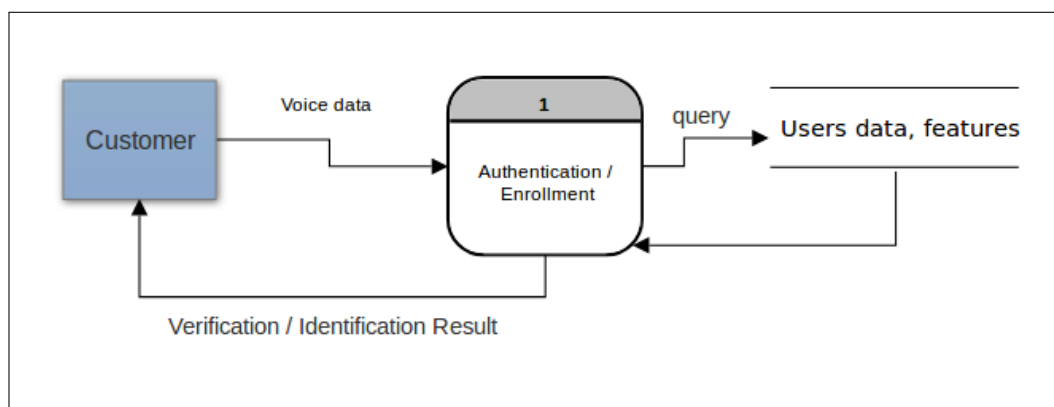 Customer
Voice data
1
Authentication /
Enrollment
query
Users data, features
Verification / Identification Result